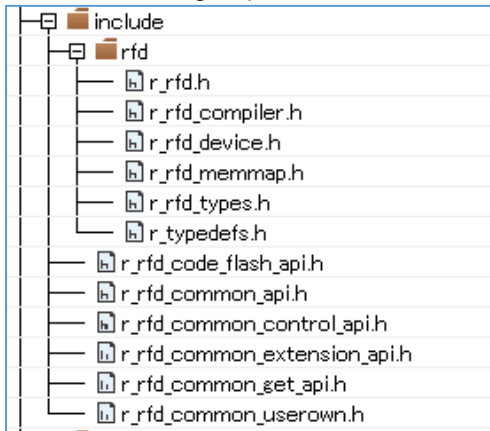 include
rfd
r_rfd.h
r_rfd_compiler.h
r_rfd_device.h
r_rfd_memmap.h
r_rfd_types.h
r_typedefs.h
r_rfd_code_flash_api.h
r_rfd_common_api.h
r_rfd_common_control_api.h
r_rfd_common_extension_api.h
r_rfd_common_get_api.h
r_rfd_common_userown.h